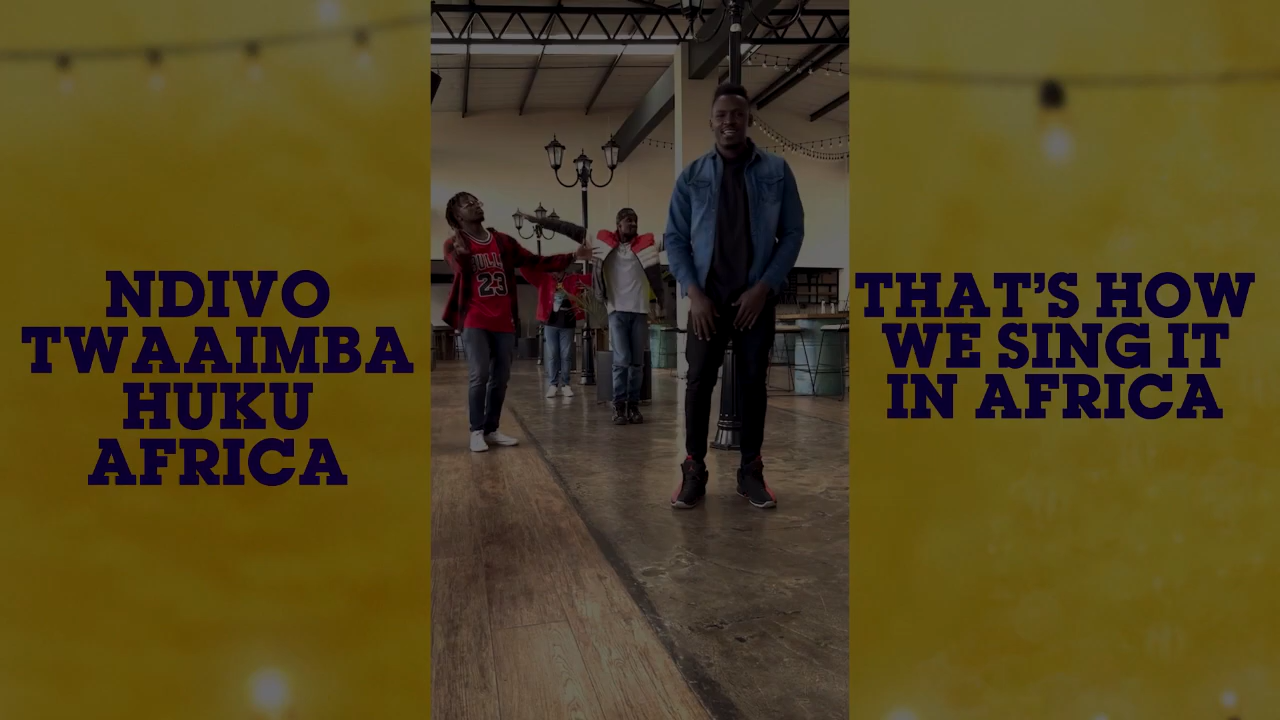 NDIVO
TWAAIMBA
HUKU
AFRICA
THAT'S HOW
WE SING IT
IN AFRICA
BULLS
23